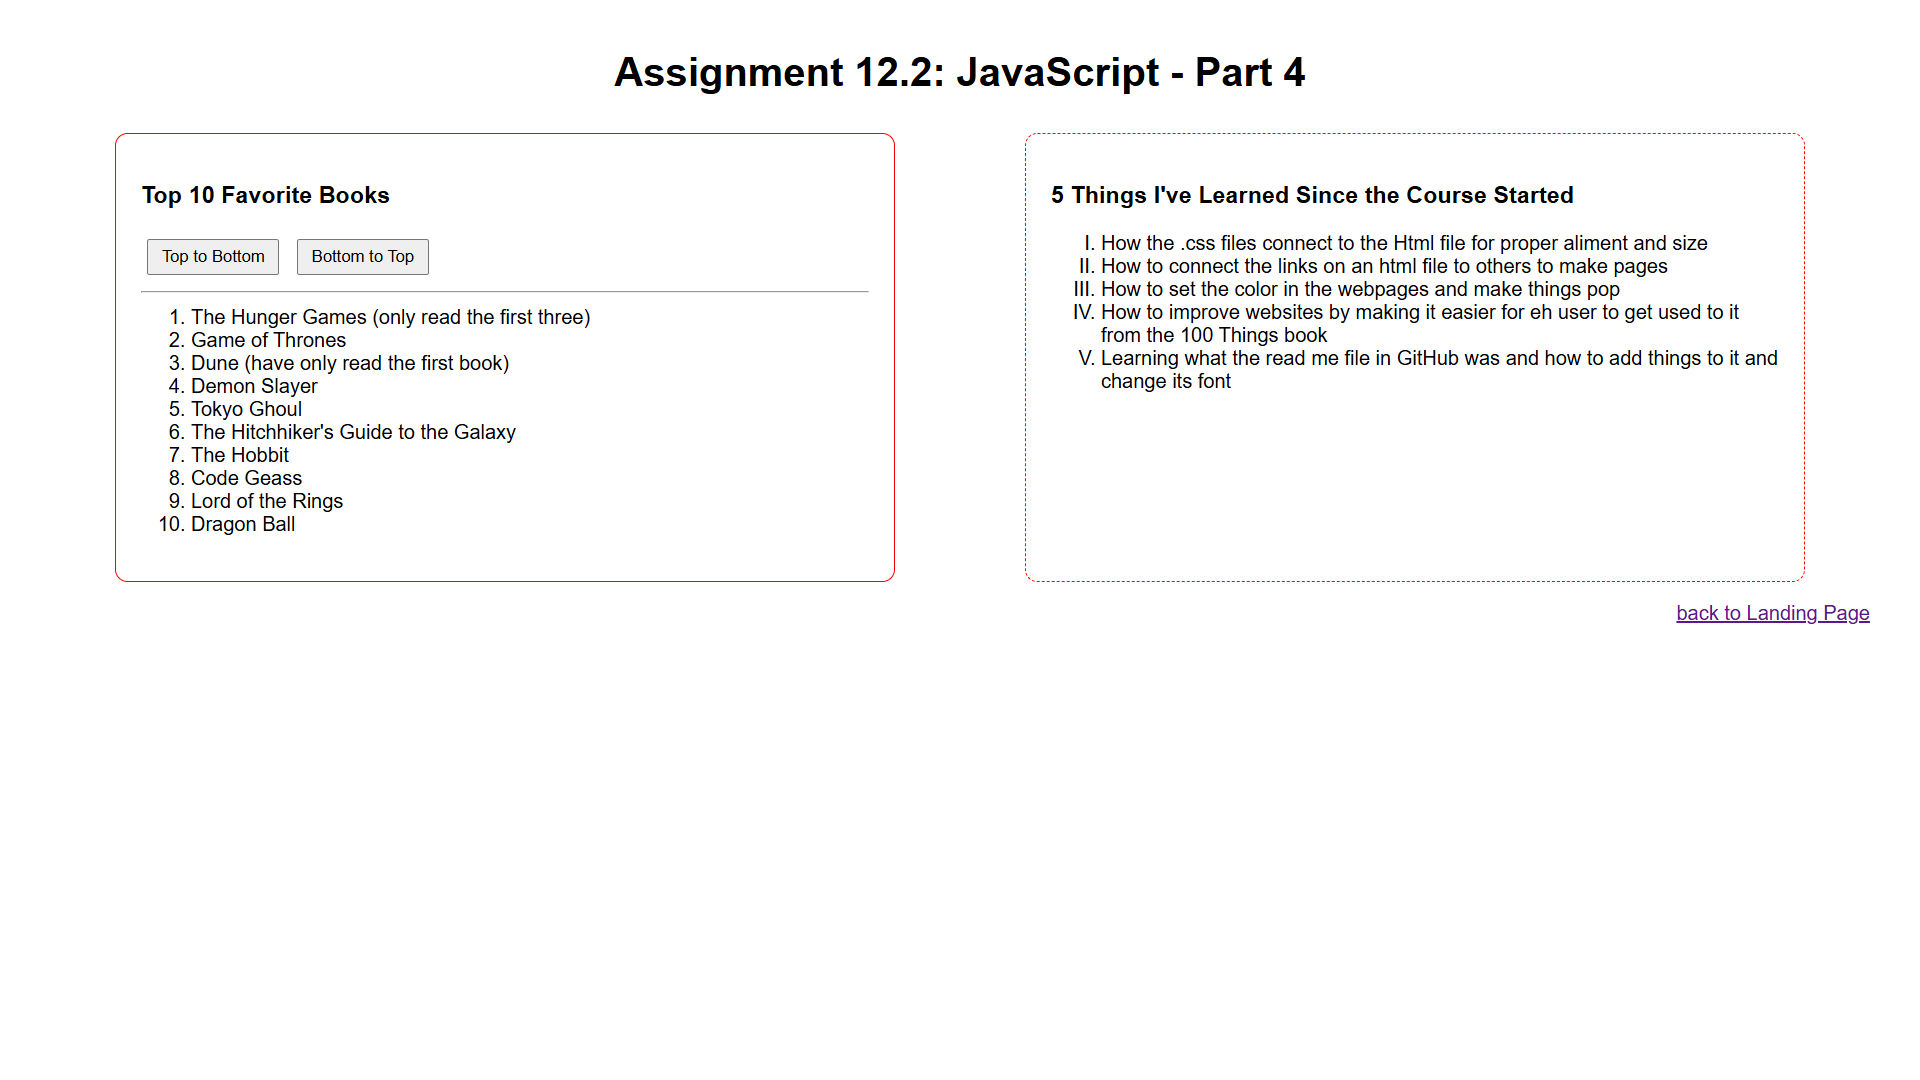 Assignment 12.2: JavaScript - Part 4
Top 10 Favorite Books
Top to Bottom
Bottom to Top
1. The Hunger Games (only read the first three)
2. Game of Thrones
3. Dune (have only read the first book)
4. Demon Slayer
5. Tokyo Ghoul
6. The Hitchhiker's Guide to the Galaxy
7. The Hobbit
8. Code Geass
9. Lord of the Rings
10. Dragon Ball
5 Things I've Learned Since the Course Started
I. How the .css files connect to the Html file for proper aliment and size
II. How to connect the links on an html file to others to make pages
III. How to set the color in the webpages and make things pop
IV. How to improve websites by making it easier for eh user to get used to it
from the 100 Things book
V. Learning what the read me file in GitHub was and how to add things to it and
change its font
back to Landing Page